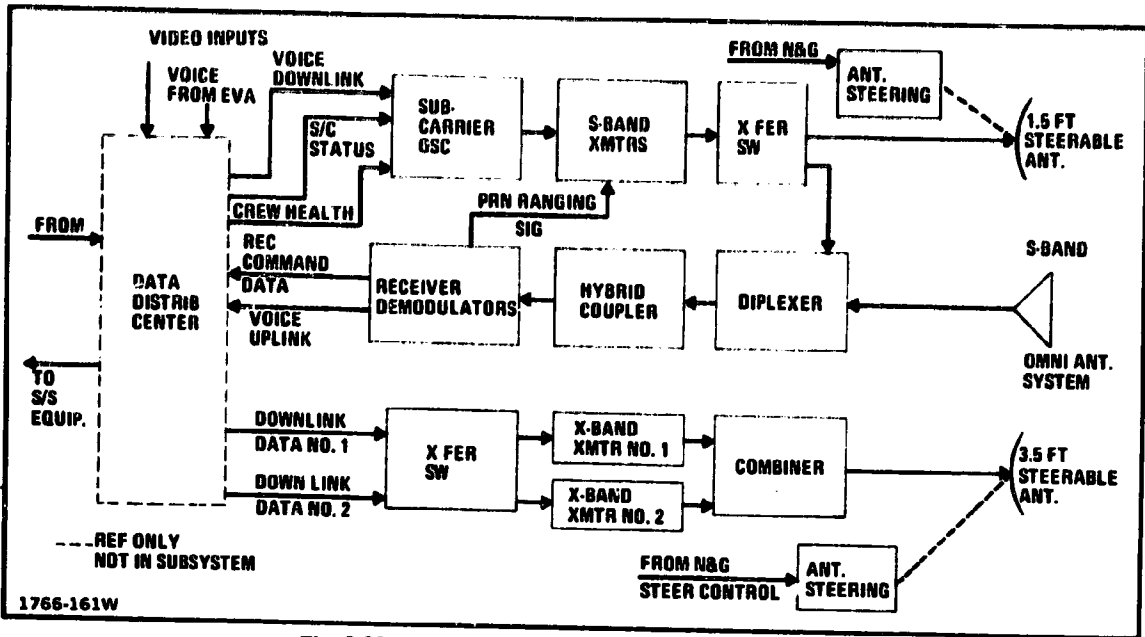 VIDEO INPUTS
VOICE
FROM EVA
VOICE
DOWNLINK
S/C
STATUS
CREW HEALTH
SUB-
CARRIER
OSC
S-BAND
XMTRS
X FER
SW
FROM N&G
ANT.
STEERING
1.5 FT
STEERABLE
ANT.
PRN RANGING
SIG
FROM
DATA
DISTRIB
CENTER
REC
COMMAND
DATA
VOICE
UPLINK
RECEIVER
DEMODULATORS
HYBRID
COUPLER
DIPLEXER
S-BAND
OMNI ANT.
SYSTEM
TO
S/S
EQUIP.
DOWNLINK
DATA NO. 1
DOWN LINK
DATA NO. 2
X FER
SW
X-BAND
XMTR NO. 1
X-BAND
XMTR NO. 2
COMBINER
3.5 FT
STEERABLE
ANT.
FROM N&G
STEER CONTROL
ANT.
STEERING
---REF ONLY
NOT IN SUBSYSTEM
1766-161W